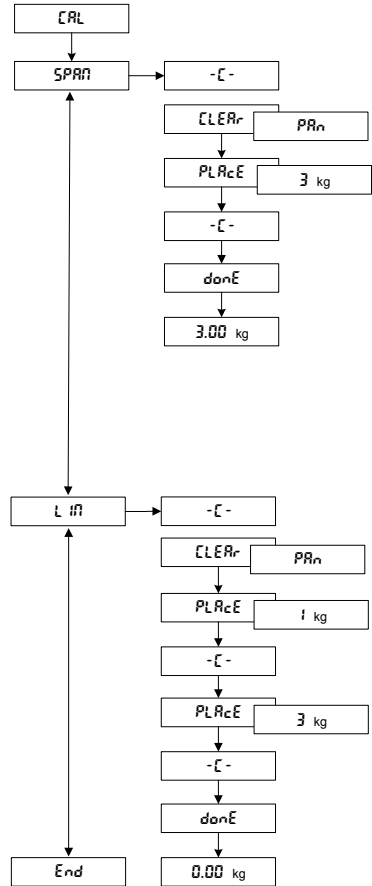 CAL
SPAN -C-
CLEAr PAn
PLAcE 3 kg
-C-
donE
3.00 kg
LIN -C-
CLEAr PAn
PLAcE 1 kg
-C-
PLAcE 3 kg
-C-
donE
End 0.00 kg